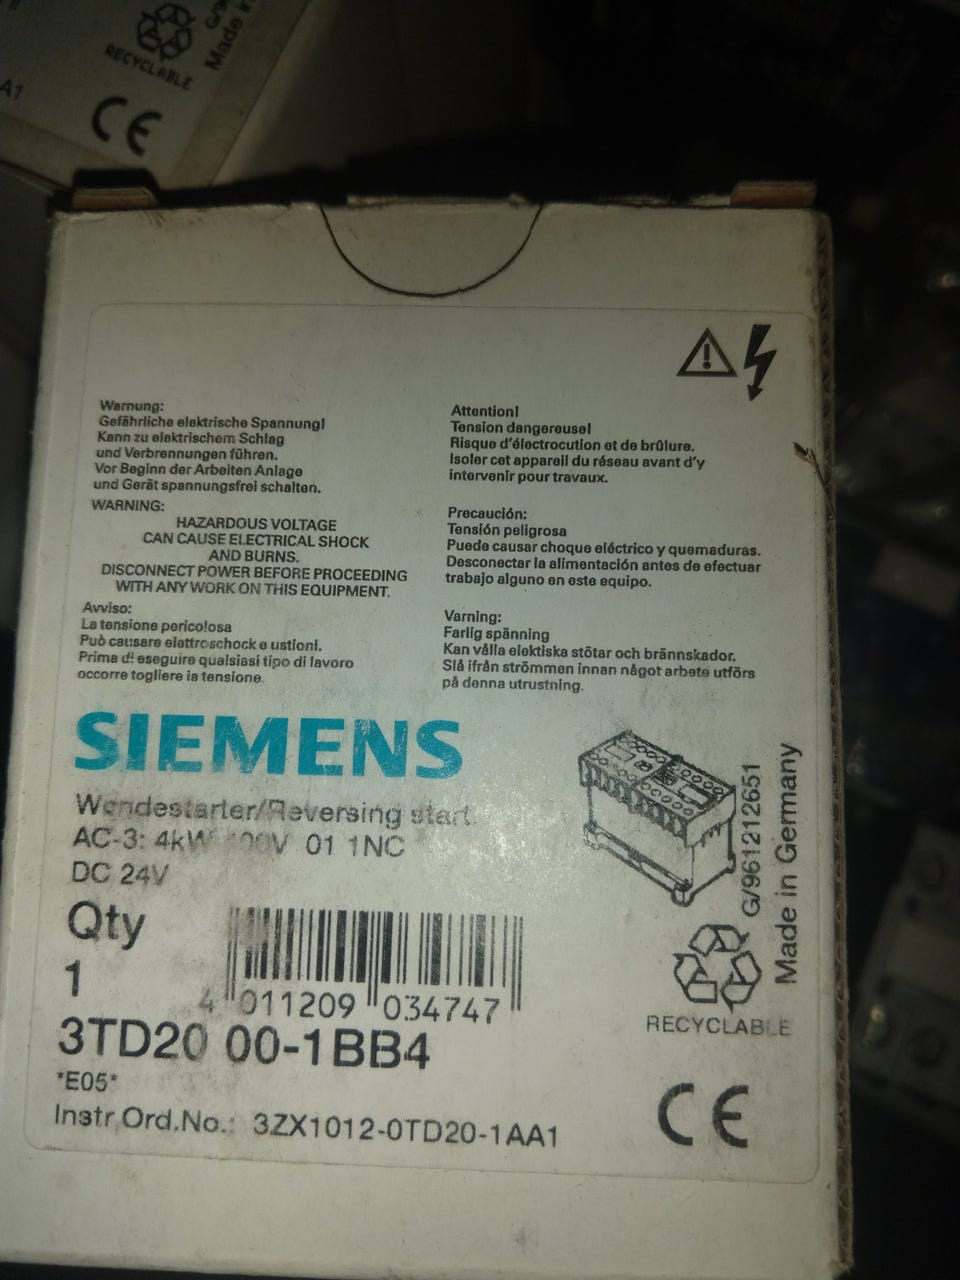 RECYCLABLE
Made in
A1
CE
Warnung:
Gefährliche elektrische Spannung!
Kann zu elektrischem Schlag
und Verbrennungen führen.
Vor Beginn der Arbeiten Anlage
und Gerät spannungsfrei schalten.
WARNING:
HAZARDOUS VOLTAGE
CAN CAUSE ELECTRICAL SHOCK
AND BURNS.
DISCONNECT POWER BEFORE PROCEEDING
WITH ANY WORK ON THIS EQUIPMENT.
Avviso:
La tensione pericolosa
Può causare elettroschock e ustioni.
Prima di eseguire qualsiasi tipo di lavoro
occorre togliere la tensione.
Attention!
Tension dangereuse!
Risque d'électrocution et de brûlure.
Isoler cet appareil du réseau avant d'y
intervenir pour travaux.
Precaución:
Tensión peligrosa
Puede causar choque eléctrico y quemaduras.
Desconectar la alimentación antes de efectuar
trabajo alguno en este equipo.
Varning:
Farlig spänning
Kan vålla elektiska stötar och brännskador.
Slå ifrån strömmen innan något arbete utförs
på denna utrustning.
SIEMENS
Wendestarter/Reversing start.
AC-3: 4kW 400V 01 1NC
DC 24V
Qty
1
4 011209 034747
3TD20 00-1BB4
*E05*
Instr.Ord.No.: 3ZX1012-0TD20-1AA1
G/961212651
Made in Germany
RECYCLABLE
CE